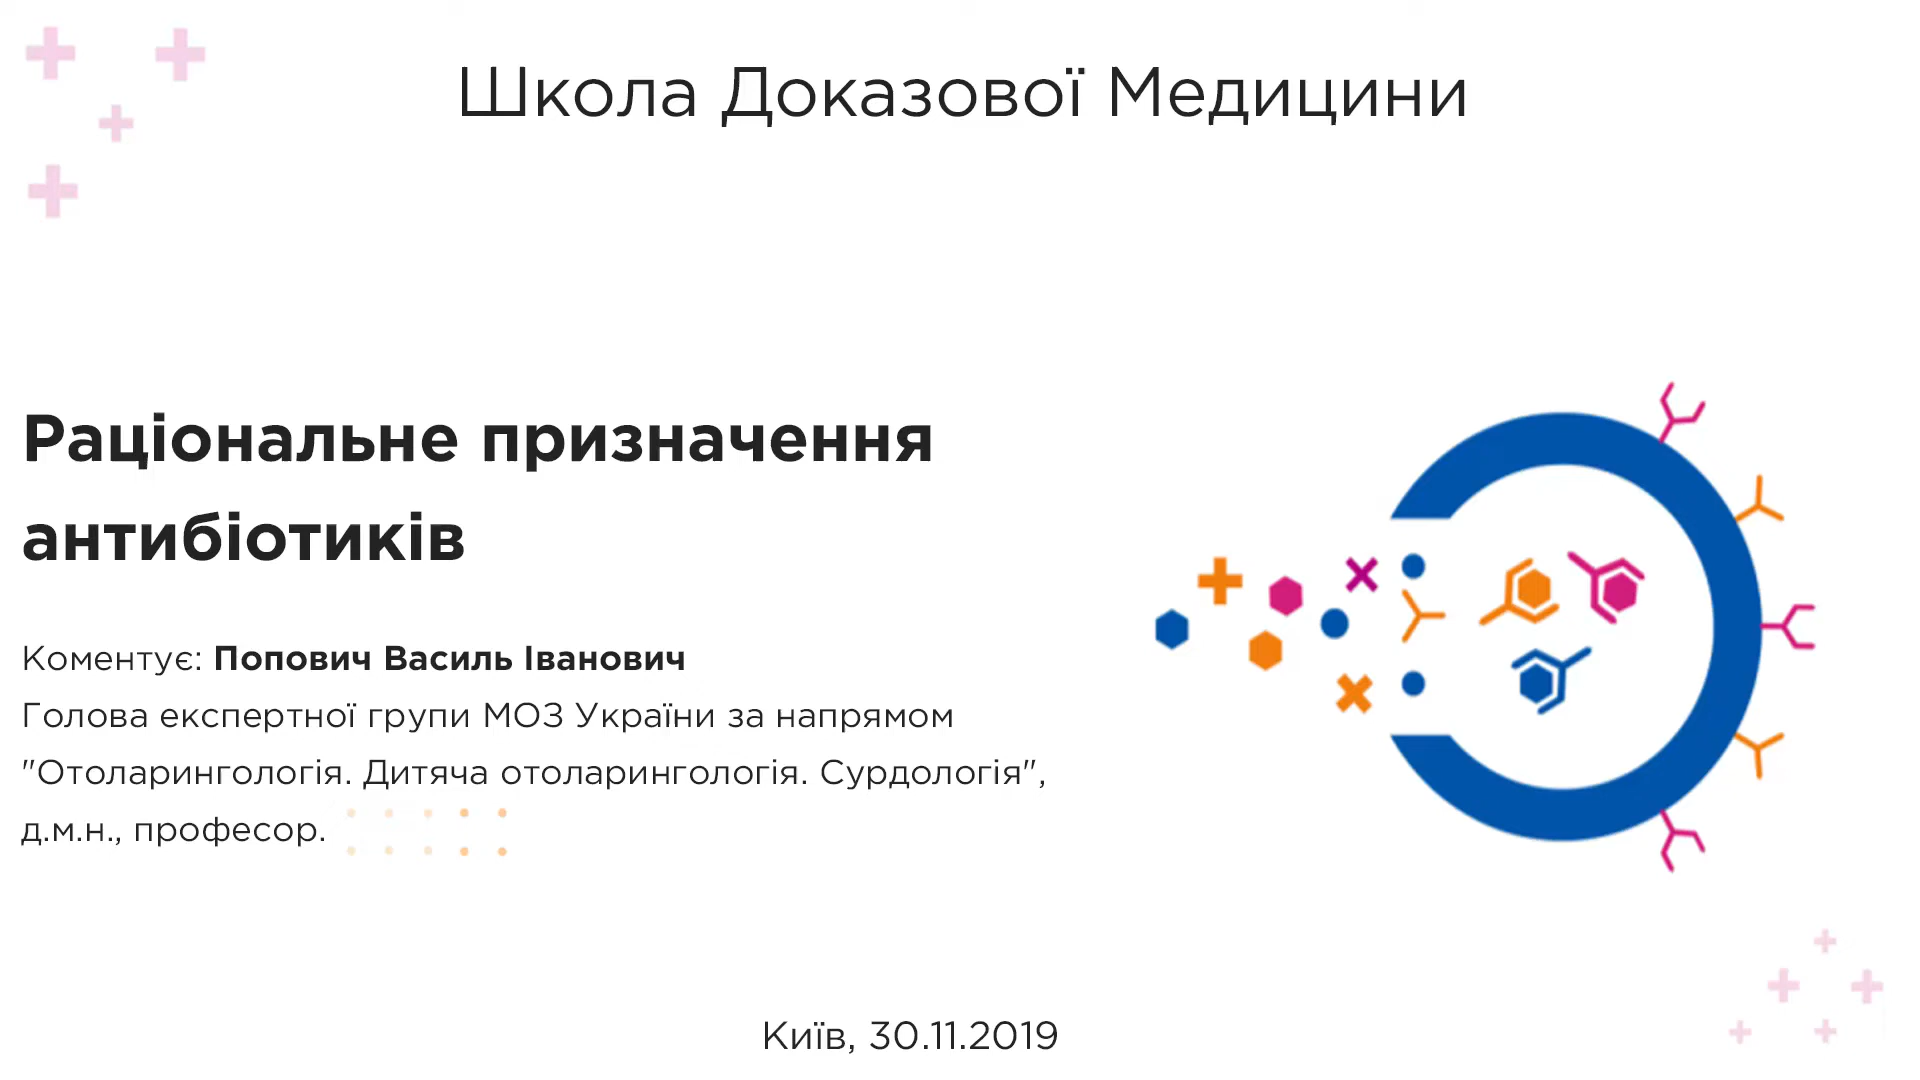 Школа Доказової Медицини
Раціональне призначення
антибіотиків
Коментує: Попович Василь Іванович
Голова експертної групи МОЗ України за напрямом
"Отоларингологія. Дитяча отоларингологія. Сурдологія",
д.м.н., професор.
Київ, 30.11.2019